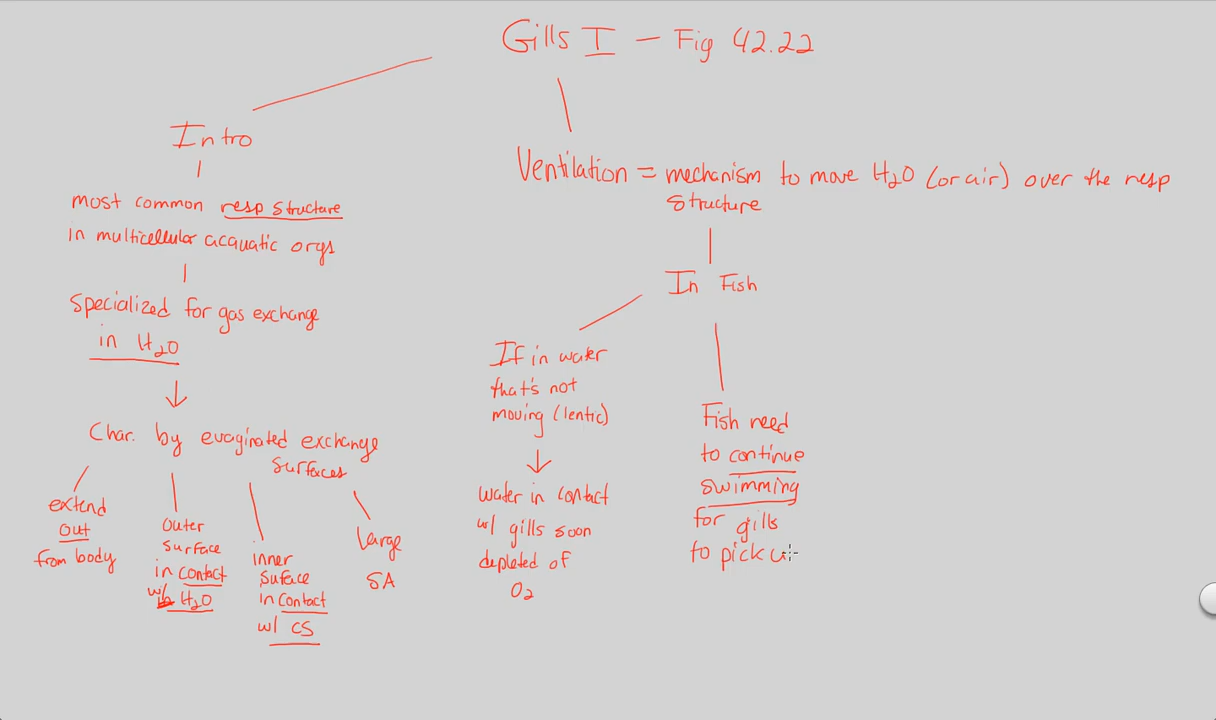 Gills I - Fig 42.22
Intro
most common resp structure
in multicellular acquatic orgs
Specialized for gas exchange
in H2O
Char. by evaginated exchange
surfaces
extend
out
from body
Outer
surface
in contact
w/ H2O
inner
suface
in contact
w/ CS
Large
SA
Ventilation = mechanism to move H2O (or air) over the resp
structure
In Fish
If in water
that's not
moving (lentic)
water in contact
w/ gills soon
depleted of
O2
Fish need
to continue
swimming
for gills
to pick u